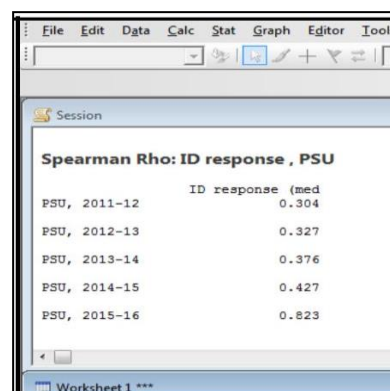 File Edit Data Calc Stat Graph Editor Tool
Session
Spearman Rho: ID response , PSU
ID response (med
PSU, 2011-12 0.304
PSU, 2012-13 0.327
PSU, 2013-14 0.376
PSU, 2014-15 0.427
PSU, 2015-16 0.823
Worksheet 1 ***